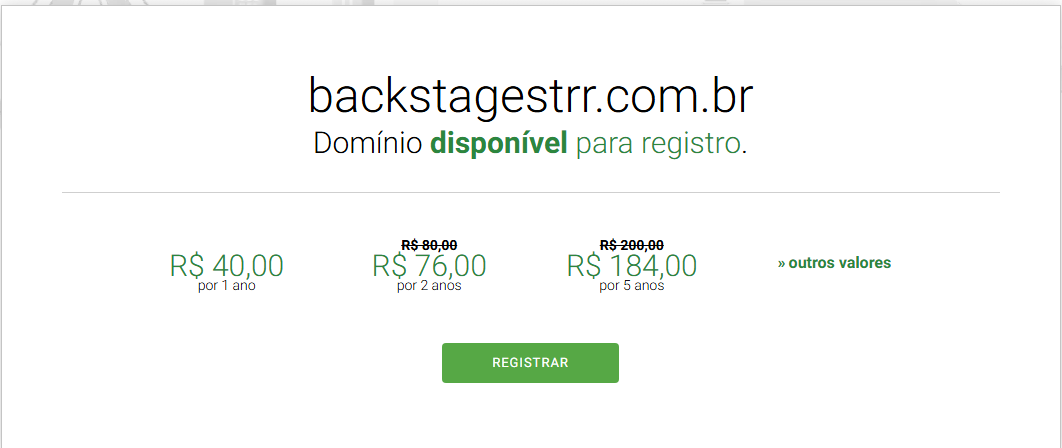 backstagestrr.com.br
Domínio disponível para registro.
R$ 40,00
por 1 ano
R$ 80,00
R$ 76,00
por 2 anos
R$ 200,00
R$ 184,00
por 5 anos
» outros valores
REGISTRAR